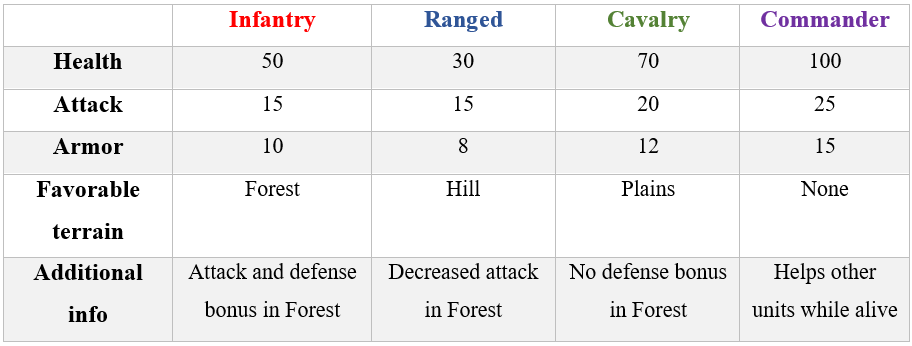 Infantry Ranged Cavalry Commander
Health 50 30 70 100
Attack 15 15 20 25
Armor 10 8 12 15
Favorable Forest Hill Plains None
terrain
Additional Attack and defense Decreased attack No defense bonus Helps other
info bonus in Forest in Forest in Forest units while alive